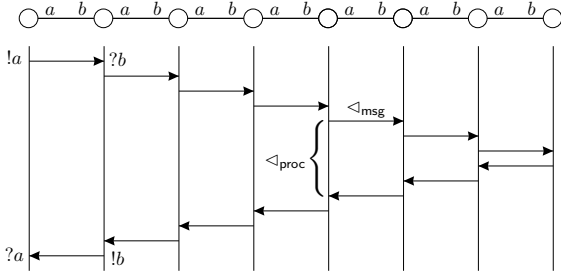 a b a b a b a b a b a b a b
!a ?b
◁msg
◁proc
?a !b